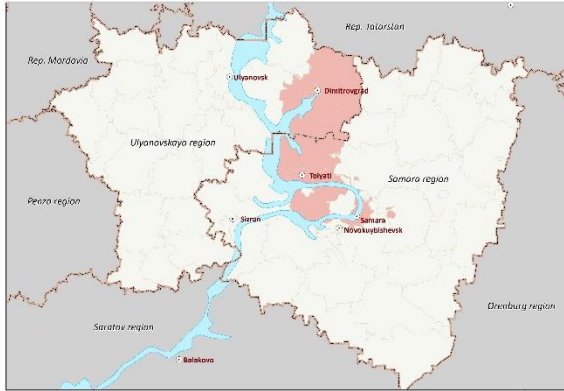 Rep. Tatarstan
Rep. Mordavia
Ulyanovsk
Dimitrovgrad
Ulyanovskaya region
Tolyati
Samara region
Penza region
Sizran
Samara
Novokuybishevsk
Orenburg region
Saratov region
Balakovo